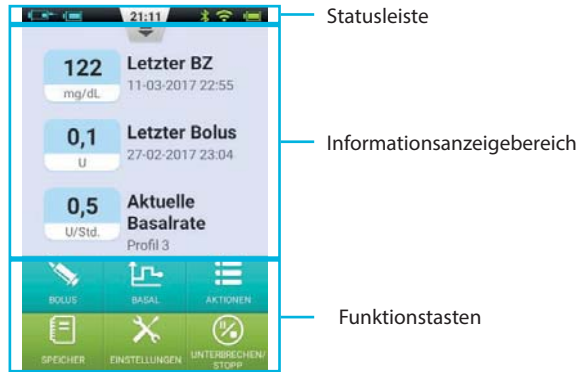 21:11
Statusleiste
122
mg/dL
Letzter BZ
11-03-2017 22:55
0,1
U
Letzter Bolus
27-02-2017 23:04
Informationsanzeigebereich
0,5
U/Std.
Aktuelle
Basalrate
Profil 3
BOLUS
BASAL
AKTIONEN
Funktionstasten
SPEICHER
EINSTELLUNGEN
UNTERBRECHEN/
STOPP